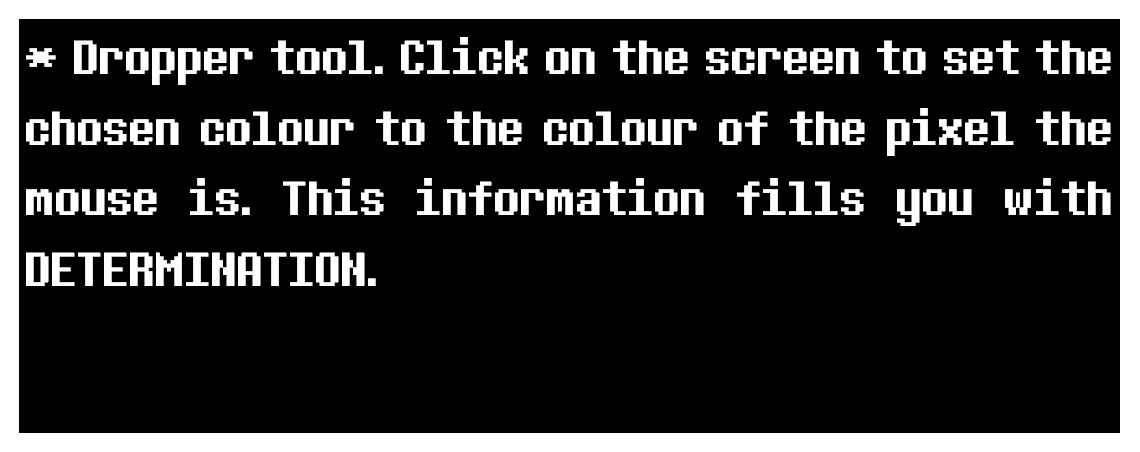 * Dropper tool. Click on the screen to set the
chosen colour to the colour of the pixel the
mouse is. This information fills you with
DETERMINATION.